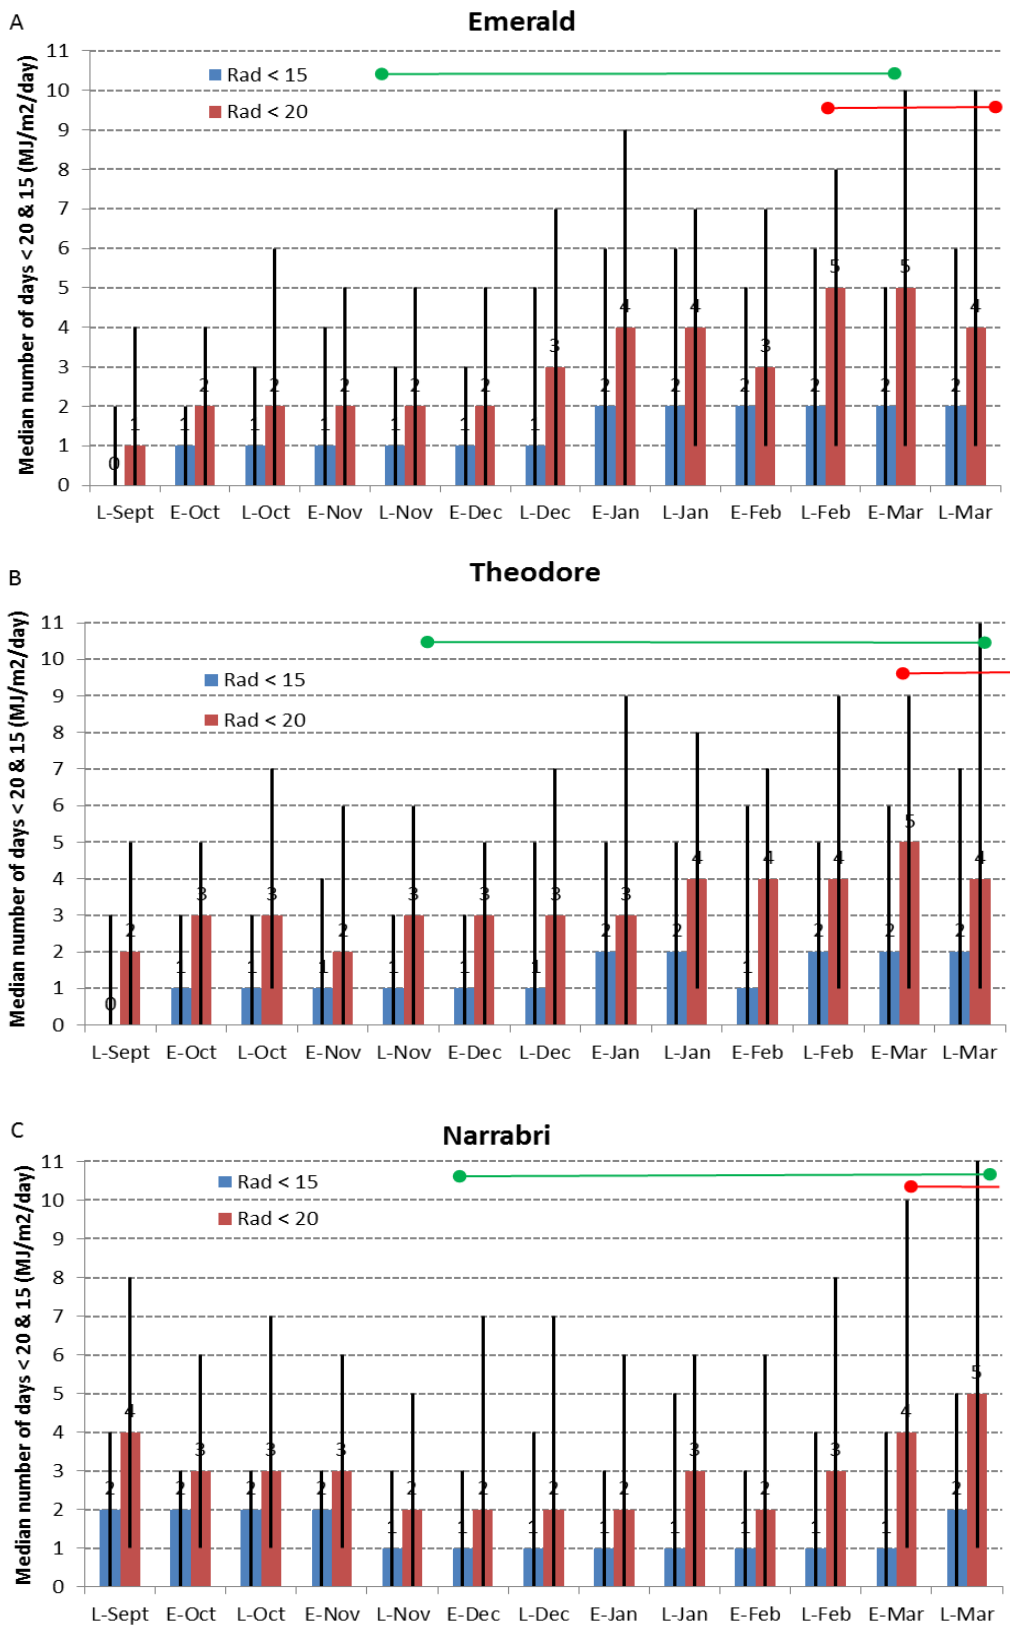 A
Emerald
Median number of days < 20 & 15 (MJ/m2/day)
11
10
9
8
7
6
5
4
3
2
1
0
Rad < 15
Rad < 20
0 1 1 2 1 2 1 2 1 2 1 2 1 3 2 4 2 4 2 3 2 5 2 5 2 4
L-Sept E-Oct L-Oct E-Nov L-Nov E-Dec L-Dec E-Jan L-Jan E-Feb L-Feb E-Mar L-Mar
B
Theodore
Median number of days < 20 & 15 (MJ/m2/day)
11
10
9
8
7
6
5
4
3
2
1
0
Rad < 15
Rad < 20
0 2 1 3 1 3 1 2 1 3 1 3 1 3 2 3 2 4 1 4 2 4 2 5 2 4
L-Sept E-Oct L-Oct E-Nov L-Nov E-Dec L-Dec E-Jan L-Jan E-Feb L-Feb E-Mar L-Mar
C
Narrabri
Median number of days < 20 & 15 (MJ/m2/day)
11
10
9
8
7
6
5
4
3
2
1
0
Rad < 15
Rad < 20
2 4 2 3 2 3 2 3 1 2 1 2 1 2 1 2 1 3 1 2 1 3 1 4 2 5
L-Sept E-Oct L-Oct E-Nov L-Nov E-Dec L-Dec E-Jan L-Jan E-Feb L-Feb E-Mar L-Mar